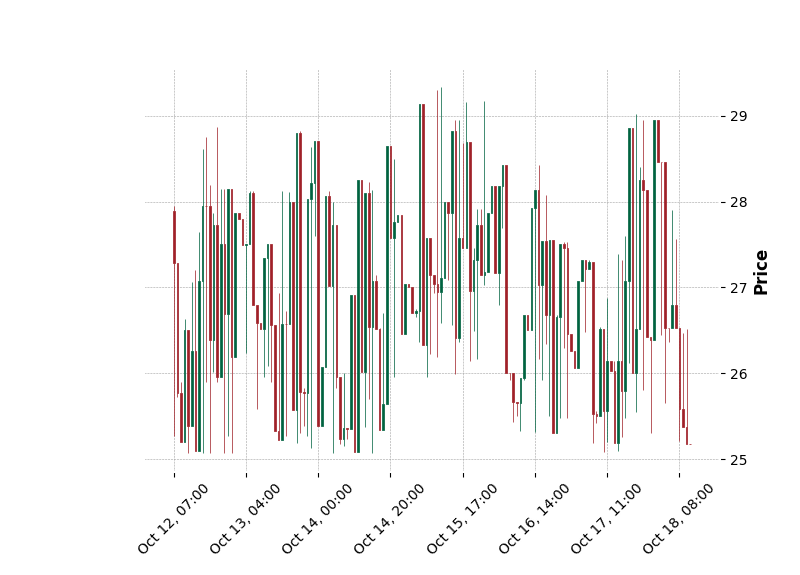 29
28
27
26
25
Price
Oct 12, 07:00
Oct 13, 04:00
Oct 14, 00:00
Oct 14, 20:00
Oct 15, 17:00
Oct 16, 14:00
Oct 17, 11:00
Oct 18, 08:00